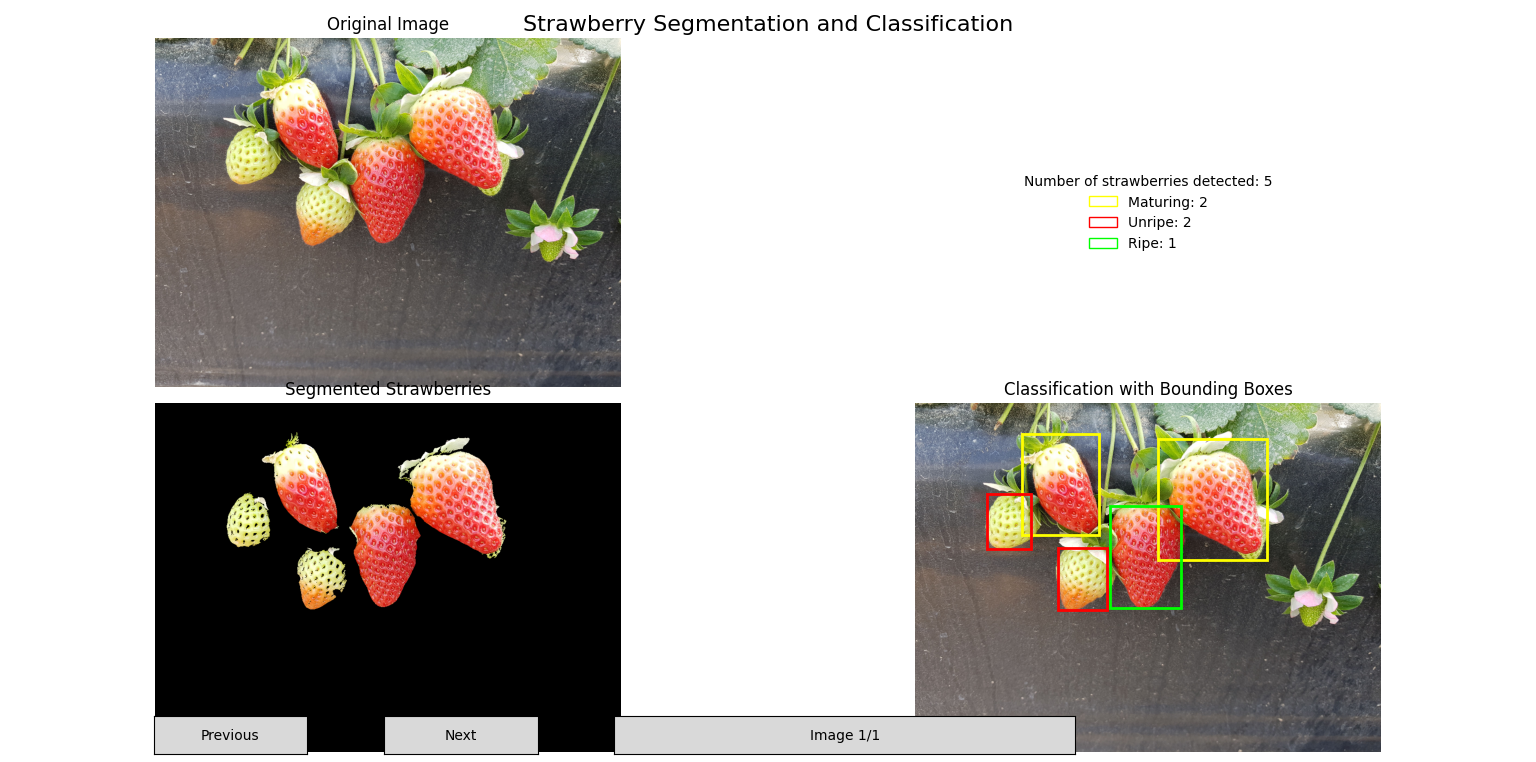 Strawberry Segmentation and Classification
Original Image
Number of strawberries detected: 5
Maturing: 2
Unripe: 2
Ripe: 1
Segmented Strawberries
Classification with Bounding Boxes
Previous
Next
Image 1/1